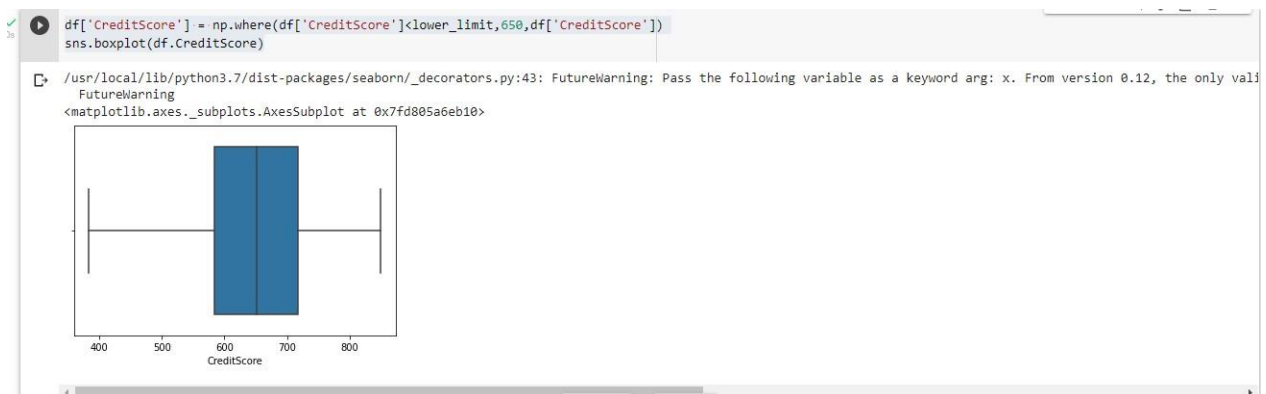 df['CreditScore'] = np.where(df['CreditScore']<lower_limit,650,df['CreditScore'])
sns.boxplot(df.CreditScore)
/usr/local/lib/python3.7/dist-packages/seaborn/_decorators.py:43: FutureWarning: Pass the following variable as a keyword arg: x. From version 0.12, the only vali
FutureWarning
<matplotlib.axes._subplots.AxesSubplot at 0x7fd805a6eb10>
400 500 600 700 800
CreditScore